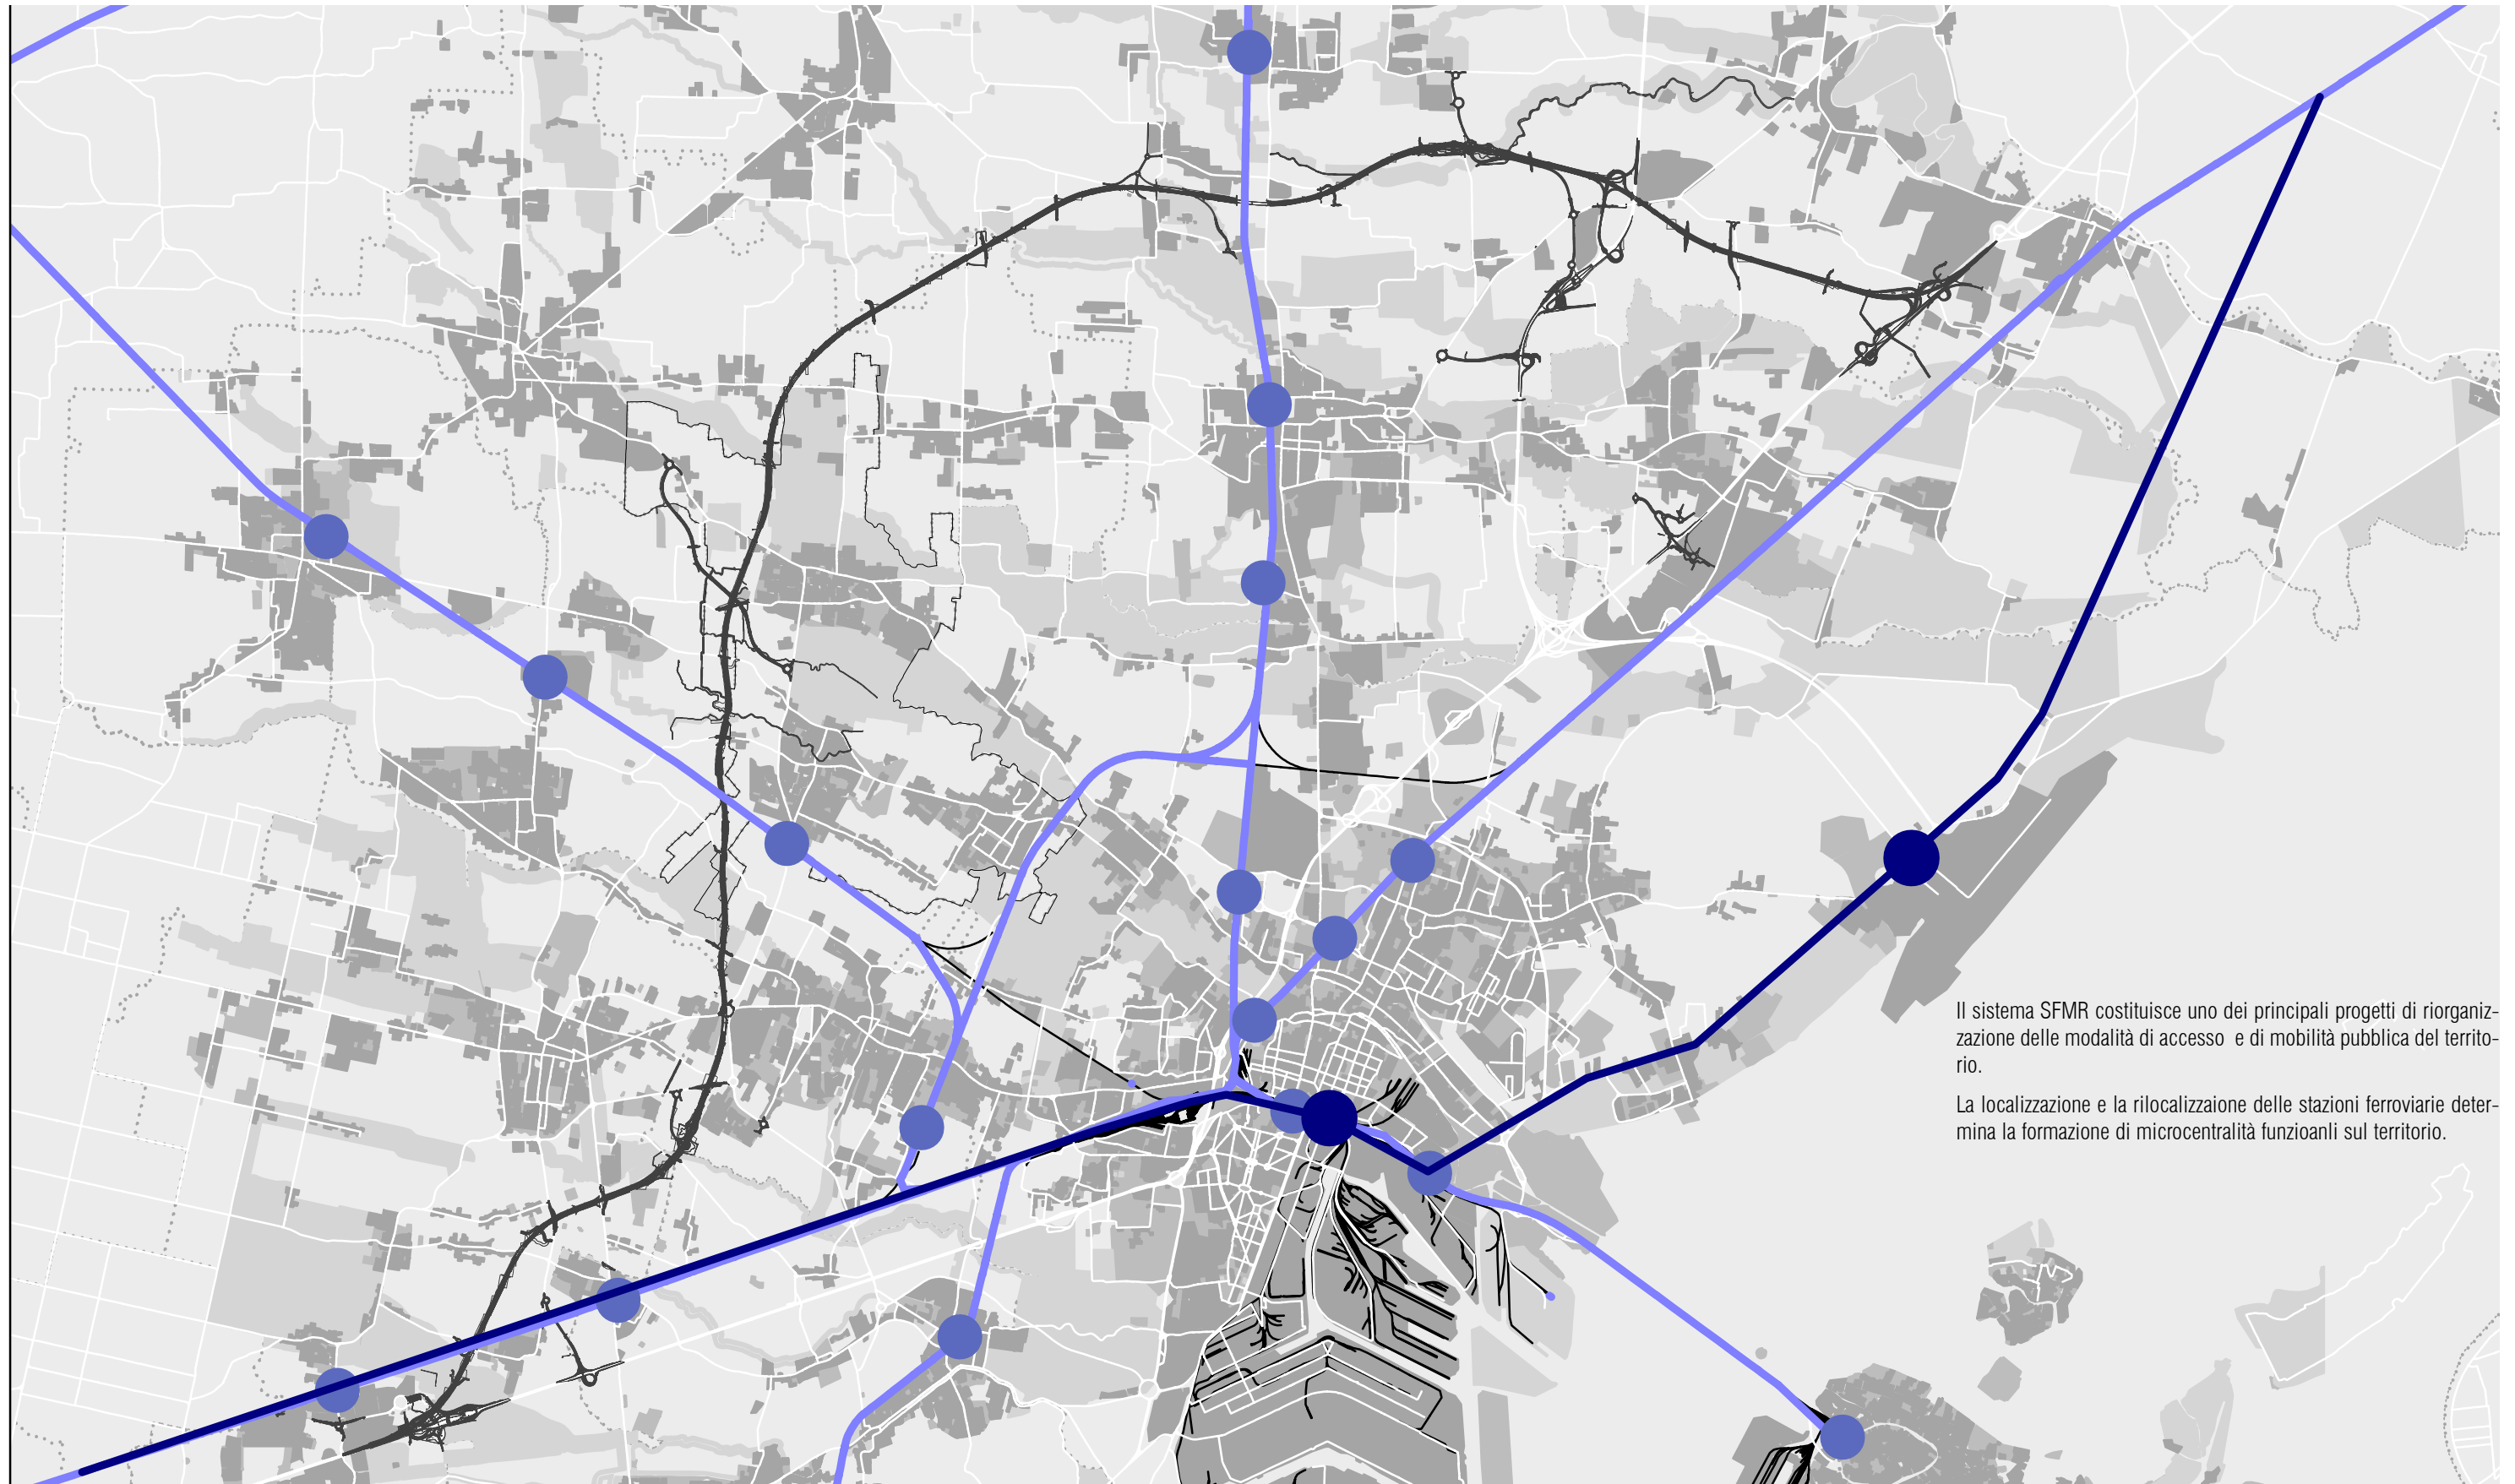 Il sistema SFMR costituisce uno dei principali progetti di riorganiz-
zazione delle modalità di accesso  e di mobilità pubblica del territo-
rio.
La localizzazione e la rilocalizzaione delle stazioni ferroviarie deter-
mina la formazione di microcentralità funzioanli sul territorio.